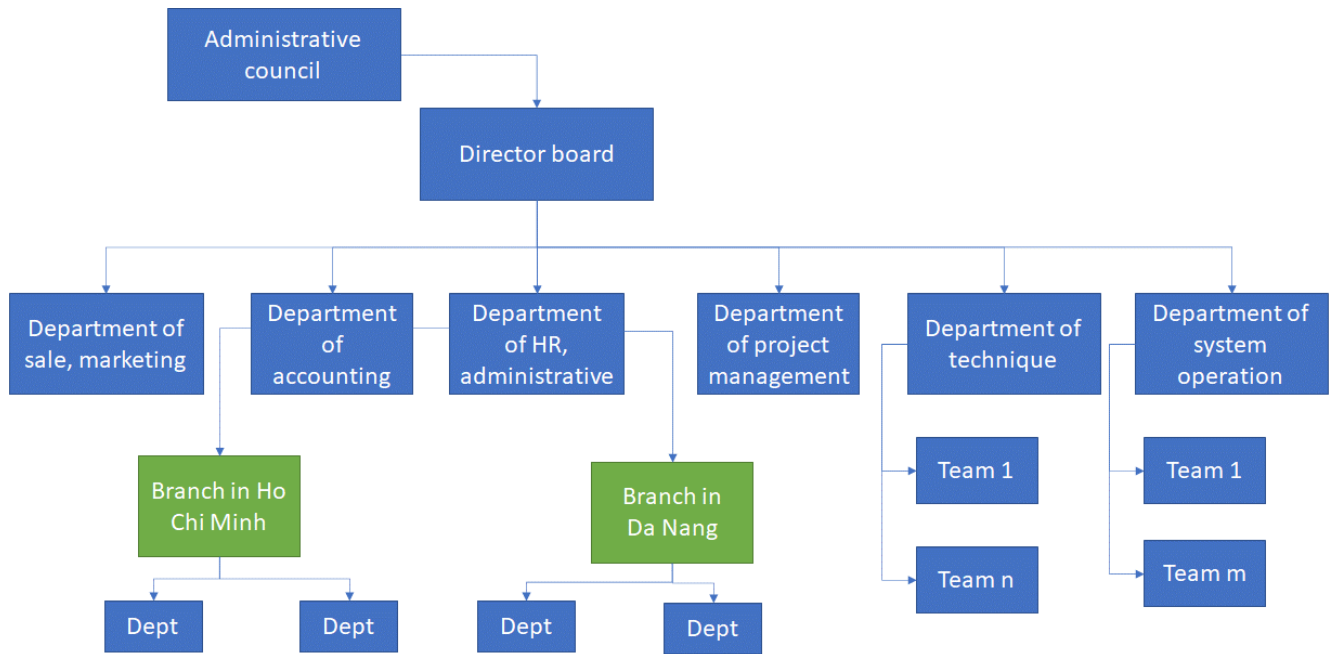 Administrative
council
Director board
Department of
sale, marketing
Department
of
accounting
Department
of HR,
administrative
Department
of project
management
Department of
technique
Department of
system
operation
Branch in Ho
Chi Minh
Branch in
Da Nang
Team 1
Team 1
Team n
Team m
Dept
Dept
Dept
Dept